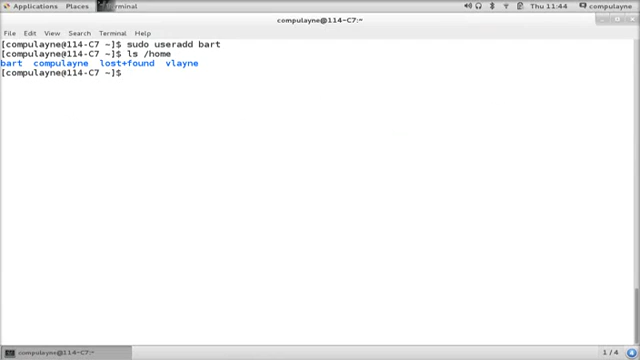 Applications Places Terminal Thu 11:44 compulayne
compulayne@114-C7:~
File Edit View Search Terminal Help
[compulayne@114-C7 ~]$ sudo useradd bart
[compulayne@114-C7 ~]$ ls /home
bart compulayne lost+found vlayne
[compulayne@114-C7 ~]$
compulayne@114-C7:~ 1 / 4